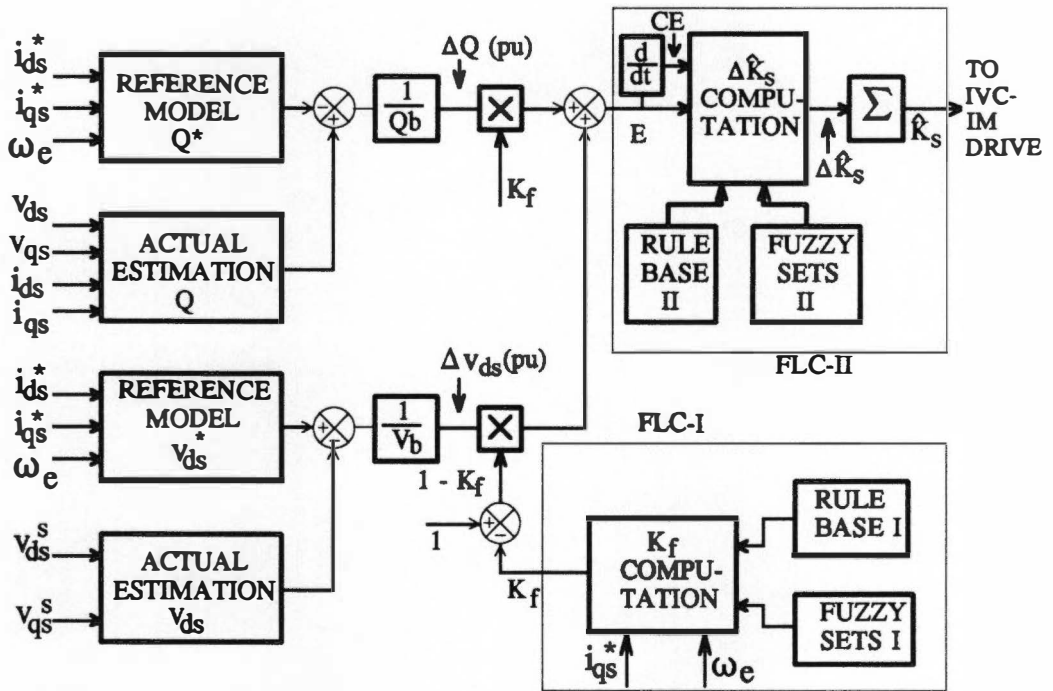 i*ds
i*qs
ωe
REFERENCE
MODEL
Q*
vds
vqs
ids
iqs
ACTUAL
ESTIMATION
Q
-
+
1
Qb
ΔQ (pu)
×
Kf
+
+
E
d
dt
CE
ΔK̂s
COMPU-
TATION
ΔK̂s
Σ
K̂s
TO
IVC-
IM
DRIVE
RULE
BASE
II
FUZZY
SETS
II
FLC-II
i*ds
i*qs
ωe
REFERENCE
MODEL
v*ds
+
-
1
Vb
Δvds(pu)
×
1 - Kf
1
+
-
Kf
vdsˢ
vqsˢ
ACTUAL
ESTIMATION
vds
FLC-I
Kf
COMPU-
TATION
RULE
BASE I
FUZZY
SETS I
i*qs
ωe